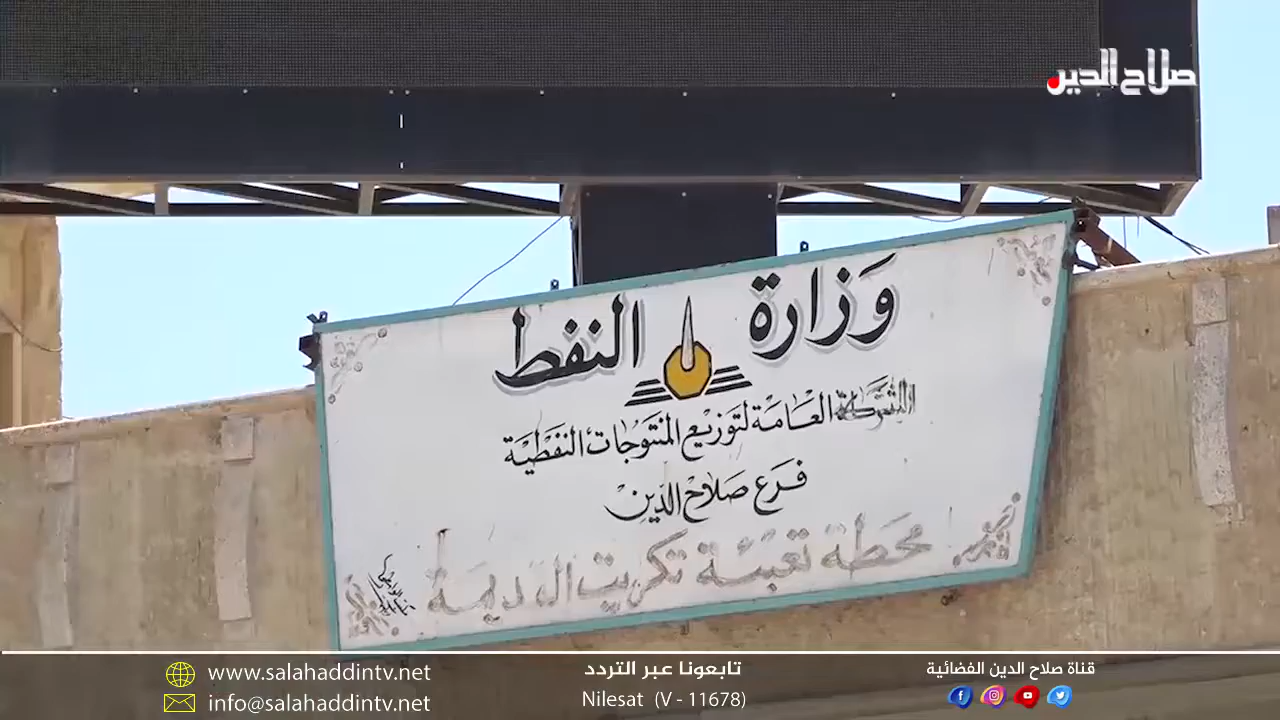 صلاح الدين
وزارة النفط
الشركة العامة لتوزيع المنتوجات النفطية
فرع صلاح الدين
محطة تعبئة تكريت القديمة
قناة صلاح الدين الفضائية
تابعونا عبر التردد
Nilesat (V - 11678)
www.salahaddintv.net
info@salahaddintv.net